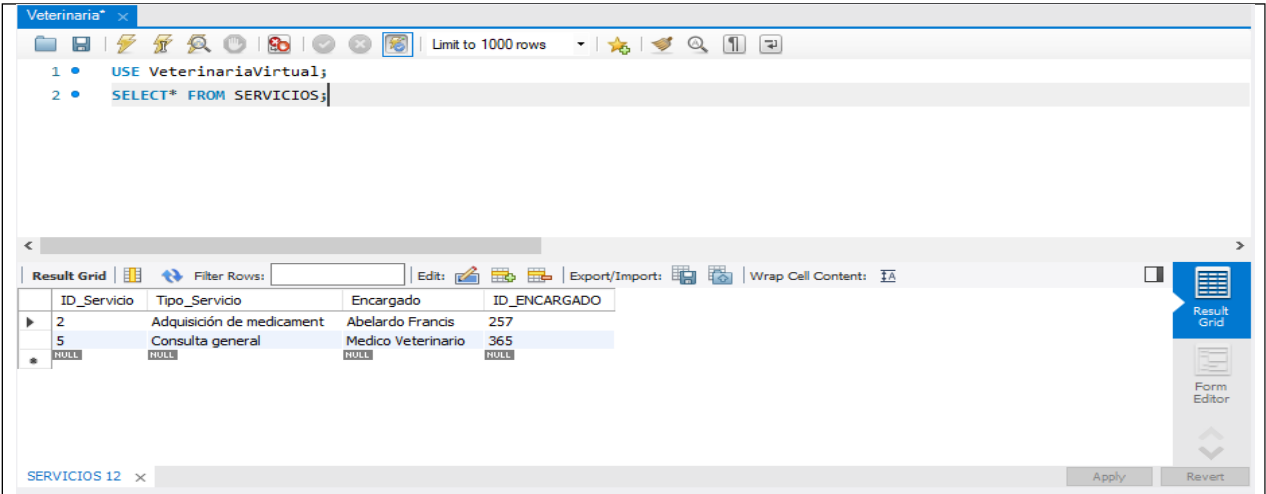 Veterinaria*
Limit to 1000 rows
1 USE VeterinariaVirtual;
2 SELECT* FROM SERVICIOS;
Result Grid Filter Rows: Edit: Export/Import: Wrap Cell Content:
ID_Servicio Tipo_Servicio Encargado ID_ENCARGADO
2 Adquisición de medicament Abelardo Francis 257
5 Consulta general Medico Veterinario 365
NULL NULL NULL NULL
Result
Grid
Form
Editor
SERVICIOS 12
Apply Revert